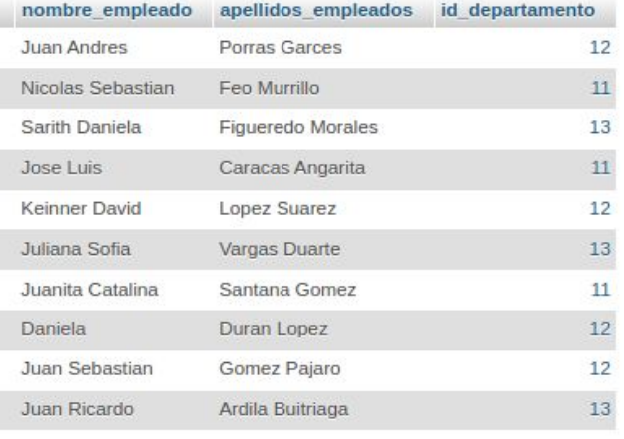 nombre_empleado apellidos_empleados id_departamento
Juan Andres Porras Garces 12
Nicolas Sebastian Feo Murrillo 11
Sarith Daniela Figueredo Morales 13
Jose Luis Caracas Angarita 11
Keinner David Lopez Suarez 12
Juliana Sofia Vargas Duarte 13
Juanita Catalina Santana Gomez 11
Daniela Duran Lopez 12
Juan Sebastian Gomez Pajaro 12
Juan Ricardo Ardila Buitriaga 13